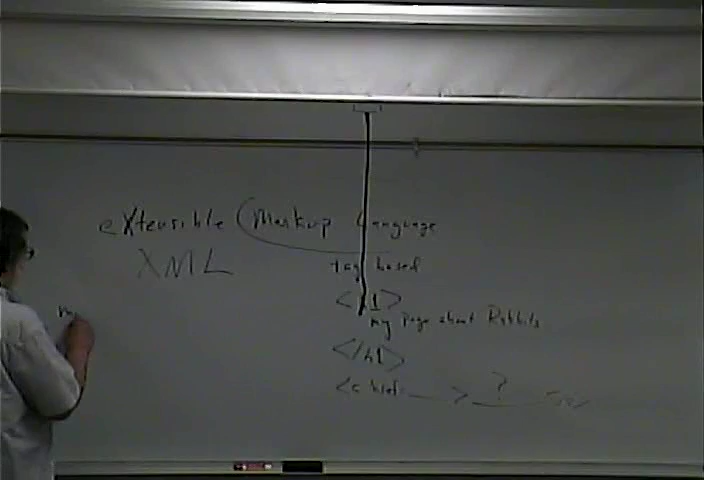 eXtensible (Markup Language
XML
tag based
<h1>
my page about Rabbits
</h1>
<a href= > ?
m